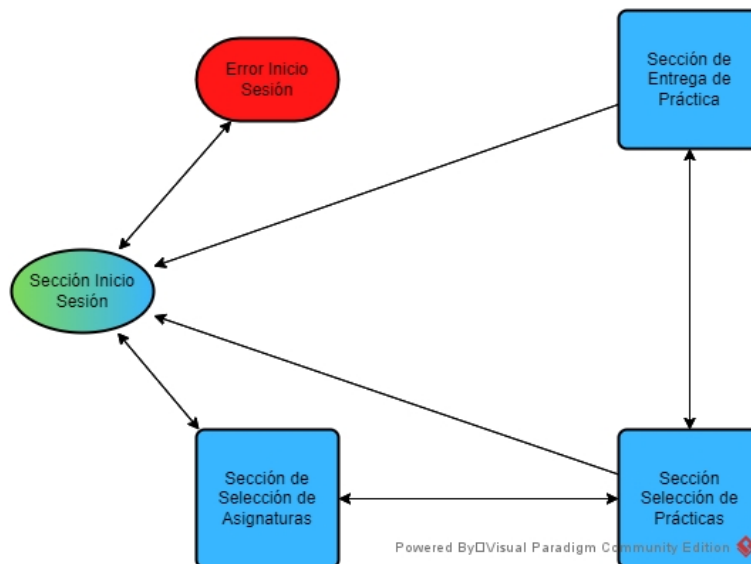 Error Inicio
Sesión
Sección de
Entrega de
Práctica
Sección Inicio
Sesión
Sección de
Selección de
Asignaturas
Sección
Selección de
Prácticas
Powered By□Visual Paradigm Community Edition